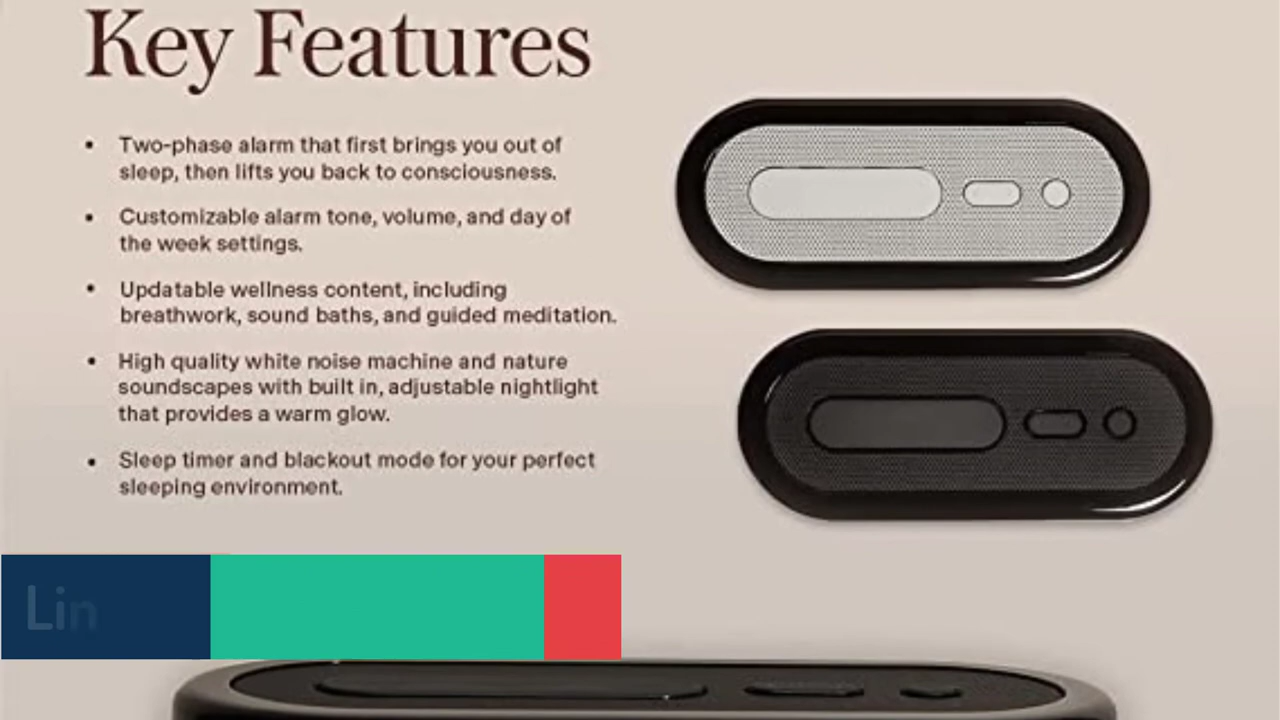 Key Features
• Two-phase alarm that first brings you out of
sleep, then lifts you back to consciousness.
• Customizable alarm tone, volume, and day of
the week settings.
• Updatable wellness content, including
breathwork, sound baths, and guided meditation.
• High quality white noise machine and nature
soundscapes with built in, adjustable nightlight
that provides a warm glow.
• Sleep timer and blackout mode for your perfect
sleeping environment.
Lin